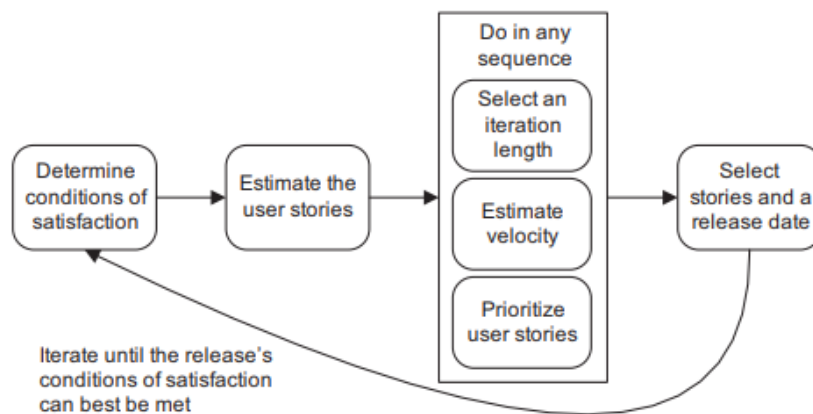 Determine
conditions of
satisfaction
Estimate the
user stories
Do in any
sequence
Select an
iteration
length
Estimate
velocity
Prioritize
user stories
Select
stories and a
release date
Iterate until the release's
conditions of satisfaction
can best be met